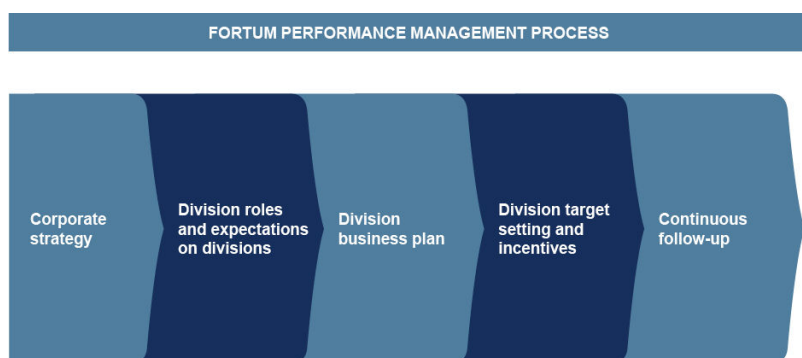 FORTUM PERFORMANCE MANAGEMENT PROCESS
Corporate
strategy
Division roles
and expectations
on divisions
Division
business plan
Division target
setting and
incentives
Continuous
follow-up